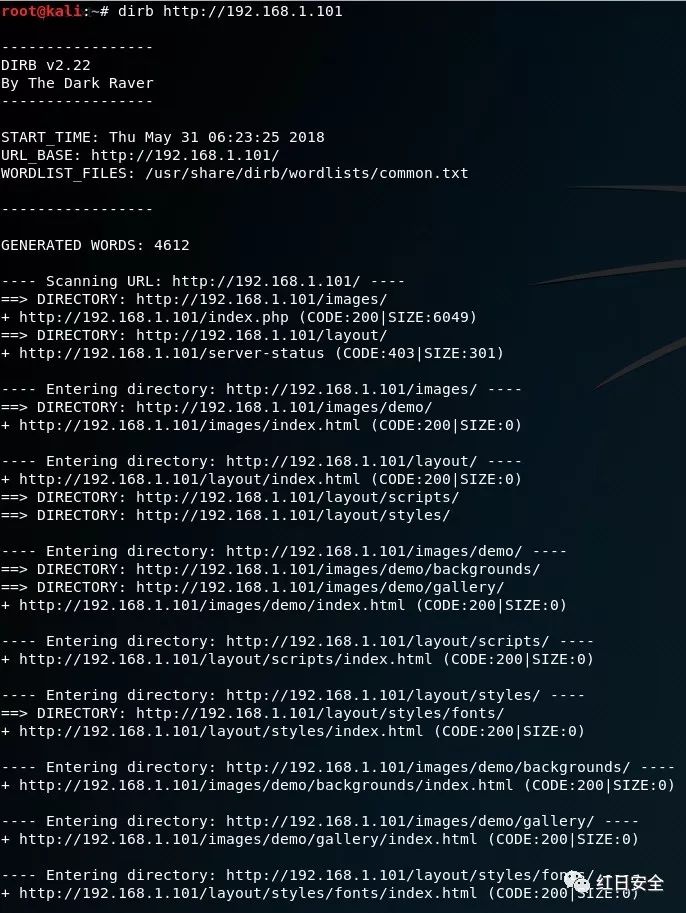 root@kali:~# dirb http://192.168.1.101
-----------------
DIRB v2.22
By The Dark Raver
-----------------
START_TIME: Thu May 31 06:23:25 2018
URL_BASE: http://192.168.1.101/
WORDLIST_FILES: /usr/share/dirb/wordlists/common.txt
-----------------
GENERATED WORDS: 4612
---- Scanning URL: http://192.168.1.101/ ----
==> DIRECTORY: http://192.168.1.101/images/
+ http://192.168.1.101/index.php (CODE:200|SIZE:6049)
==> DIRECTORY: http://192.168.1.101/layout/
+ http://192.168.1.101/server-status (CODE:403|SIZE:301)
---- Entering directory: http://192.168.1.101/images/ ----
==> DIRECTORY: http://192.168.1.101/images/demo/
+ http://192.168.1.101/images/index.html (CODE:200|SIZE:0)
---- Entering directory: http://192.168.1.101/layout/ ----
+ http://192.168.1.101/layout/index.html (CODE:200|SIZE:0)
==> DIRECTORY: http://192.168.1.101/layout/scripts/
==> DIRECTORY: http://192.168.1.101/layout/styles/
---- Entering directory: http://192.168.1.101/images/demo/ ----
==> DIRECTORY: http://192.168.1.101/images/demo/backgrounds/
==> DIRECTORY: http://192.168.1.101/images/demo/gallery/
+ http://192.168.1.101/images/demo/index.html (CODE:200|SIZE:0)
---- Entering directory: http://192.168.1.101/layout/scripts/ ----
+ http://192.168.1.101/layout/scripts/index.html (CODE:200|SIZE:0)
---- Entering directory: http://192.168.1.101/layout/styles/ ----
==> DIRECTORY: http://192.168.1.101/layout/styles/fonts/
+ http://192.168.1.101/layout/styles/index.html (CODE:200|SIZE:0)
---- Entering directory: http://192.168.1.101/images/demo/backgrounds/ ----
+ http://192.168.1.101/images/demo/backgrounds/index.html (CODE:200|SIZE:0)
---- Entering directory: http://192.168.1.101/images/demo/gallery/ ----
+ http://192.168.1.101/images/demo/gallery/index.html (CODE:200|SIZE:0)
---- Entering directory: http://192.168.1.101/layout/styles/fonts/ ----
+ http://192.168.1.101/layout/styles/fonts/index.html (CODE:200|SIZE:0)
红日安全